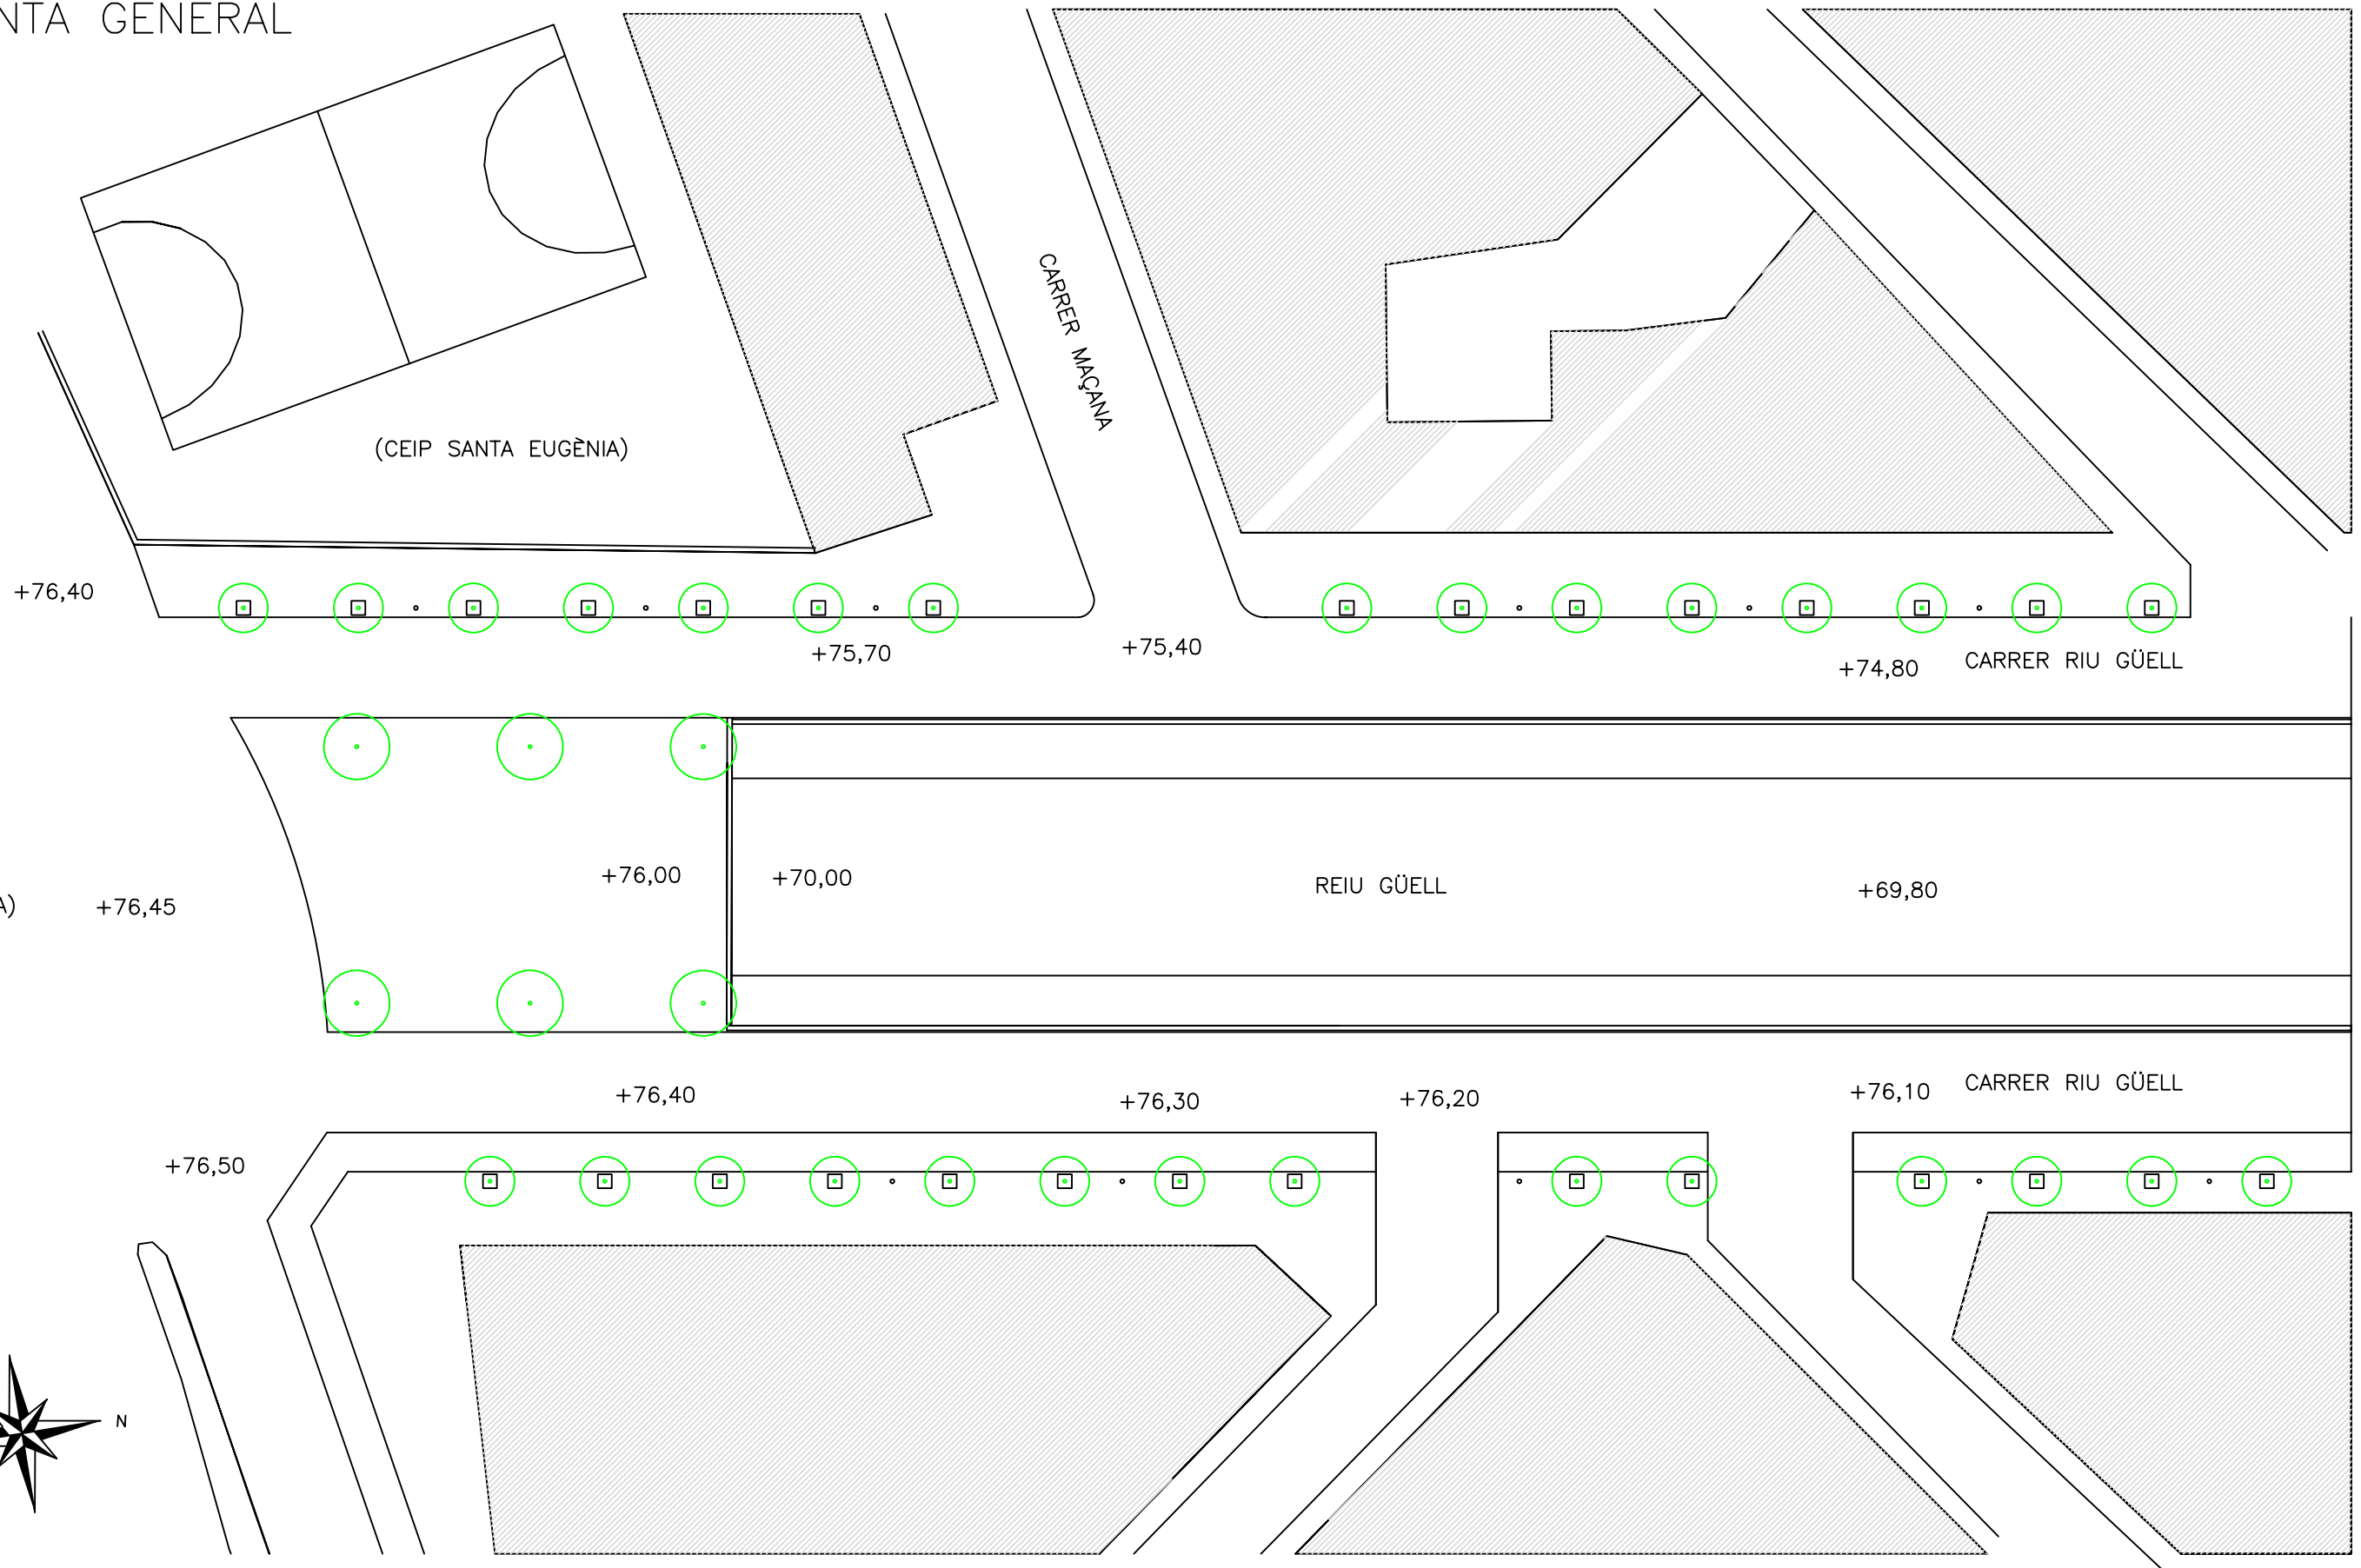 NTA GENERAL
CARRER MAÇANA
(CEIP SANTA EUGÈNIA)
+76,40
+75,70
+75,40
+74,80
CARRER RIU GÜELL
+76,00
+70,00
REIU GÜELL
+69,80
A)
+76,45
+76,40
+76,30
+76,20
+76,10
CARRER RIU GÜELL
+76,50
N